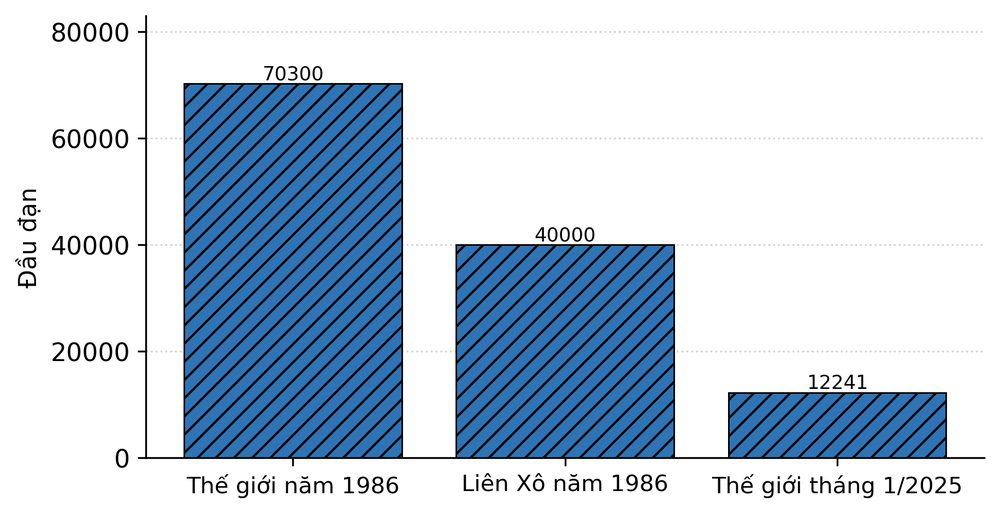 80000
60000
40000
20000
0
Đầu đạn
70300
40000
12241
Thế giới năm 1986
Liên Xô năm 1986
Thế giới tháng 1/2025